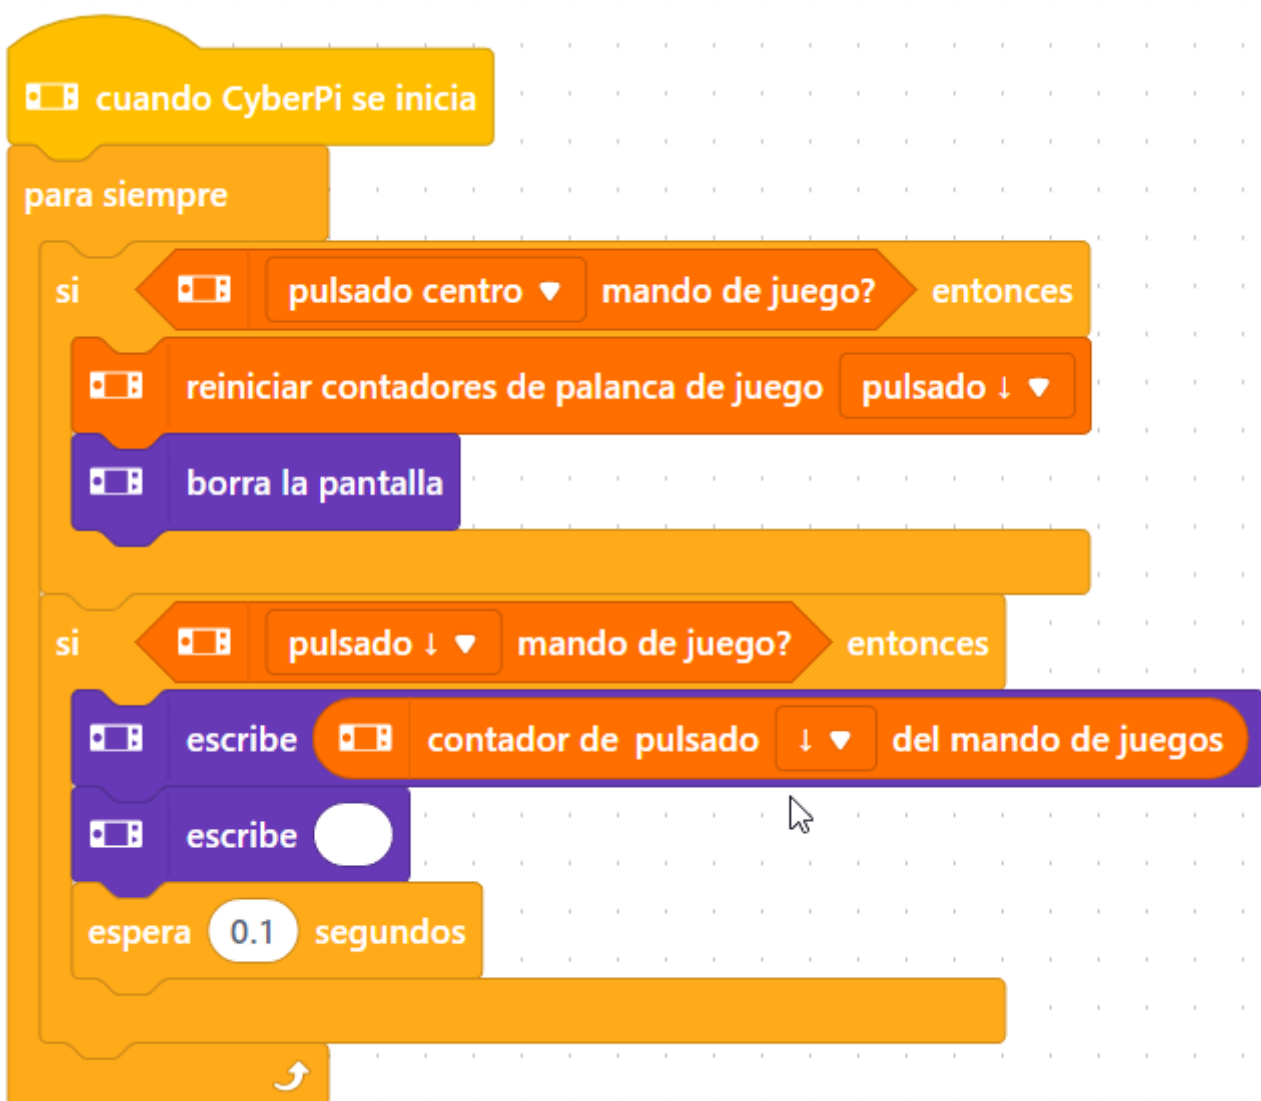 cuando CyberPi se inicia
para siempre
si pulsado centro ▼ mando de juego? entonces
reiniciar contadores de palanca de juego pulsado ↓ ▼
borra la pantalla
si pulsado ↓ ▼ mando de juego? entonces
escribe contador de pulsado ↓ ▼ del mando de juegos
escribe
espera 0.1 segundos